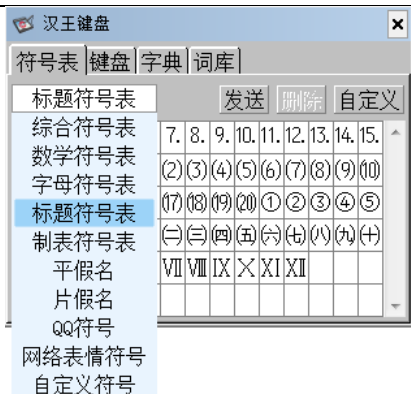 汉王键盘
符号表 键盘 字典 词库
标题符号表 发送 删除 自定义
综合符号表
数学符号表
字母符号表
标题符号表
制表符号表
平假名
片假名
QQ符号
网络表情符号
自定义符号
7. 8. 9. 10. 11. 12. 13. 14. 15.
(2) (3) (4) (5) (6) (7) (8) (9) (10)
(17) (18) (19) (20) ① ② ③ ④ ⑤
(二) (三) (四) (五) (六) (七) (八) (九) (十)
Ⅶ Ⅷ Ⅸ Ⅹ Ⅺ Ⅻ